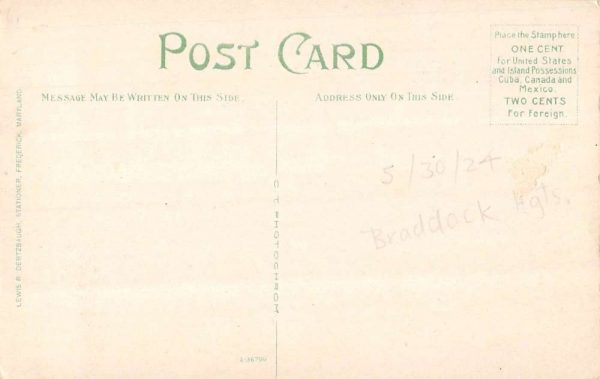 POST CARD
Place the Stamp here
ONE CENT
For United States
and Island Possessions
Cuba, Canada and
Mexico.
TWO CENTS
For Foreign.
MESSAGE MAY BE WRITTEN ON THIS SIDE.
ADDRESS ONLY ON THIS SIDE.
5/30/24
Braddock Hgts.
LEWIS R. DERTZBAUGH, STATIONER, FREDERICK, MARYLAND.
C.T. PHOTOCHROM